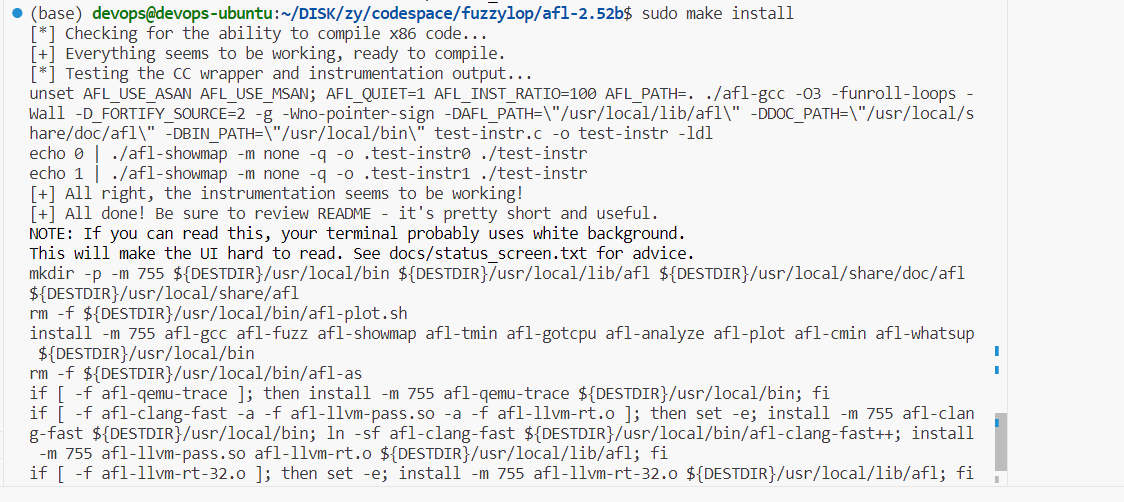 (base) devops@devops-ubuntu:~/DISK/zy/codespace/fuzzylop/afl-2.52b$ sudo make install
[*] Checking for the ability to compile x86 code...
[+] Everything seems to be working, ready to compile.
[*] Testing the CC wrapper and instrumentation output...
unset AFL_USE_ASAN AFL_USE_MSAN; AFL_QUIET=1 AFL_INST_RATIO=100 AFL_PATH=. ./afl-gcc -O3 -funroll-loops -
Wall -D_FORTIFY_SOURCE=2 -g -Wno-pointer-sign -DAFL_PATH=\"/usr/local/lib/afl\" -DDOC_PATH=\"/usr/local/s
hare/doc/afl\" -DBIN_PATH=\"/usr/local/bin\" test-instr.c -o test-instr -ldl
echo 0 | ./afl-showmap -m none -q -o .test-instr0 ./test-instr
echo 1 | ./afl-showmap -m none -q -o .test-instr1 ./test-instr
[+] All right, the instrumentation seems to be working!
[+] All done! Be sure to review README - it's pretty short and useful.
NOTE: If you can read this, your terminal probably uses white background.
This will make the UI hard to read. See docs/status_screen.txt for advice.
mkdir -p -m 755 ${DESTDIR}/usr/local/bin ${DESTDIR}/usr/local/lib/afl ${DESTDIR}/usr/local/share/doc/afl
${DESTDIR}/usr/local/share/afl
rm -f ${DESTDIR}/usr/local/bin/afl-plot.sh
install -m 755 afl-gcc afl-fuzz afl-showmap afl-tmin afl-gotcpu afl-analyze afl-plot afl-cmin afl-whatsup
 ${DESTDIR}/usr/local/bin
rm -f ${DESTDIR}/usr/local/bin/afl-as
if [ -f afl-qemu-trace ]; then install -m 755 afl-qemu-trace ${DESTDIR}/usr/local/bin; fi
if [ -f afl-clang-fast -a -f afl-llvm-pass.so -a -f afl-llvm-rt.o ]; then set -e; install -m 755 afl-clan
g-fast ${DESTDIR}/usr/local/bin; ln -sf afl-clang-fast ${DESTDIR}/usr/local/bin/afl-clang-fast++; install
 -m 755 afl-llvm-pass.so afl-llvm-rt.o ${DESTDIR}/usr/local/lib/afl; fi
if [ -f afl-llvm-rt-32.o ]; then set -e; install -m 755 afl-llvm-rt-32.o ${DESTDIR}/usr/local/lib/afl; fi